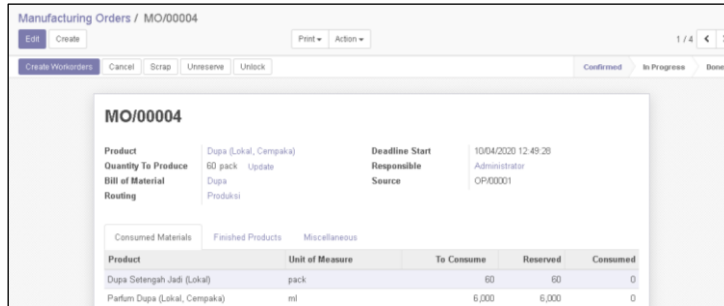 Manufacturing Orders / MO/00004
Edit Create Print Action 1 / 4
Create Workorders Cancel Scrap Unreserve Unlock Confirmed In Progress Done
MO/00004
Product Dupa (Lokal, Cempaka) Deadline Start 10/04/2020 12:49:28
Quantity To Produce 60 pack Update Responsible Administrator
Bill of Material Dupa Source OP/00001
Routing Produksi
Consumed Materials Finished Products Miscellaneous
Product Unit of Measure To Consume Reserved Consumed
Dupa Setengah Jadi (Lokal) pack 60 60 0
Parfum Dupa (Lokal, Cempaka) ml 6,000 6,000 0